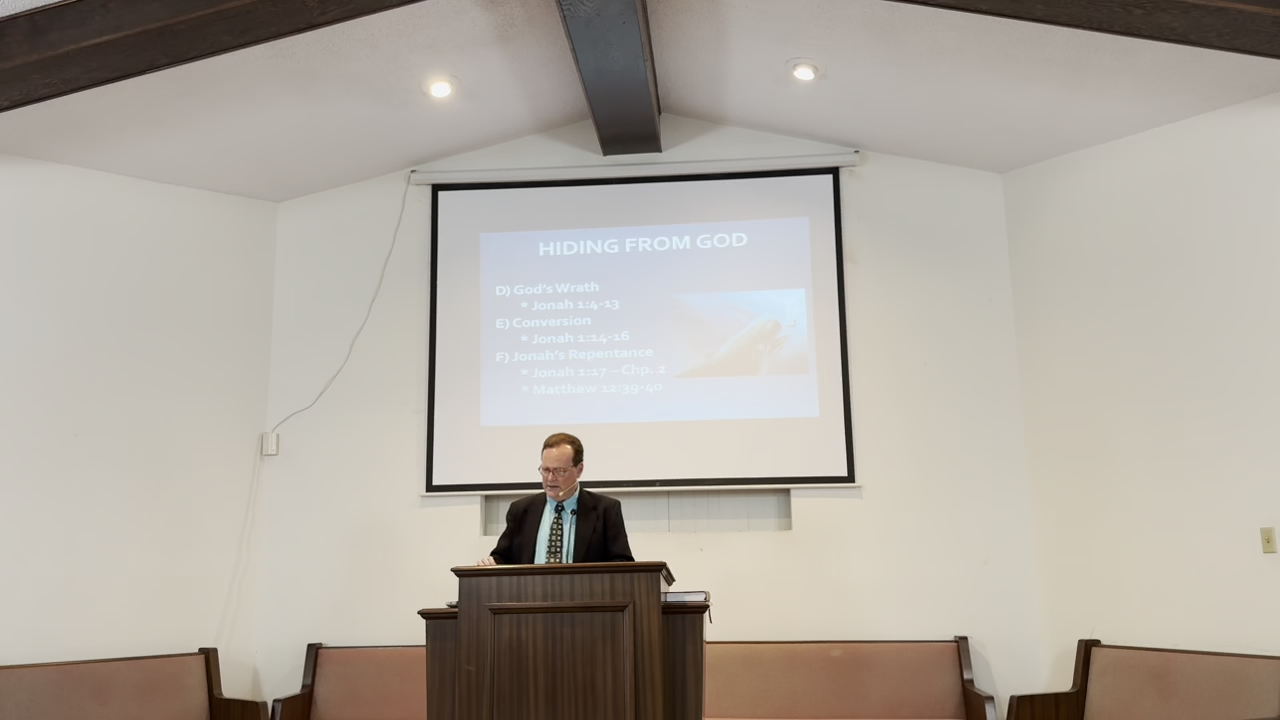 HIDING FROM GOD
D) God's Wrath
* Jonah 1:4-13
E) Conversion
* Jonah 1:14-16
F) Jonah's Repentance
* Jonah 1:17 – Chp. 2
* Matthew 12:39-40